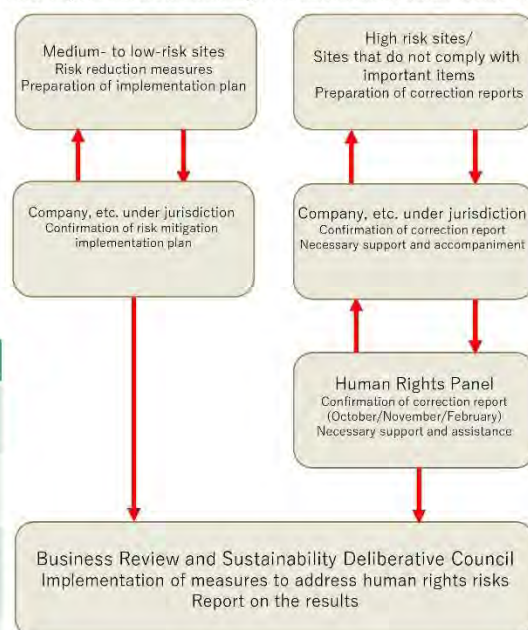 Medium- to low-risk sites
Risk reduction measures
Preparation of implementation plan
High risk sites/
Sites that do not comply with
important items
Preparation of correction reports
Company, etc. under jurisdiction
Confirmation of risk mitigation
implementation plan
Company, etc. under jurisdiction
Confirmation of correction report
Necessary support and accompaniment
Human Rights Panel
Confirmation of correction report
(October/November/February)
Necessary support and assistance
Business Review and Sustainability Deliberative Council
Implementation of measures to address human rights risks
Report on the results